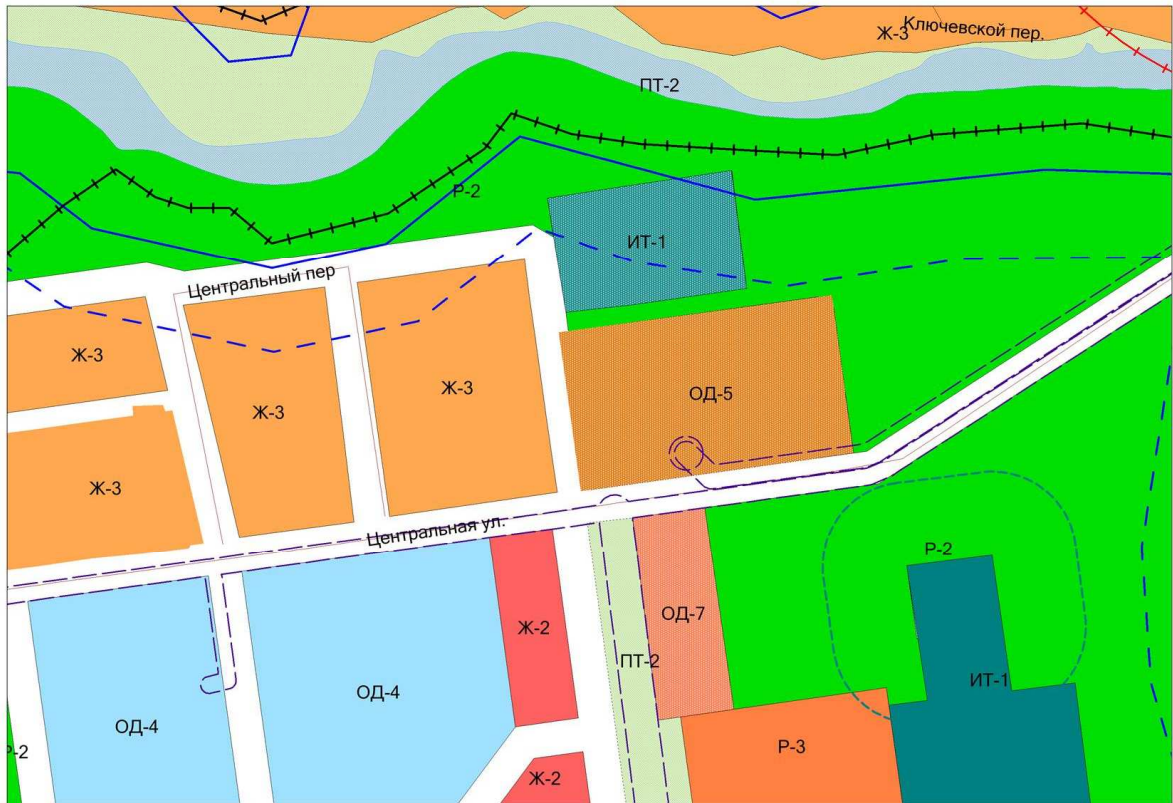 Ключевской пер.
Ж-3
ПТ-2
Р-2
ИТ-1
Центральный пер
Ж-3
Ж-3
Ж-3
ОД-5
Ж-3
Центральная ул.
Р-2
ОД-7
Ж-2
ПТ-2
ИТ-1
ОД-4
ОД-4
Р-3
Р-2
Ж-2